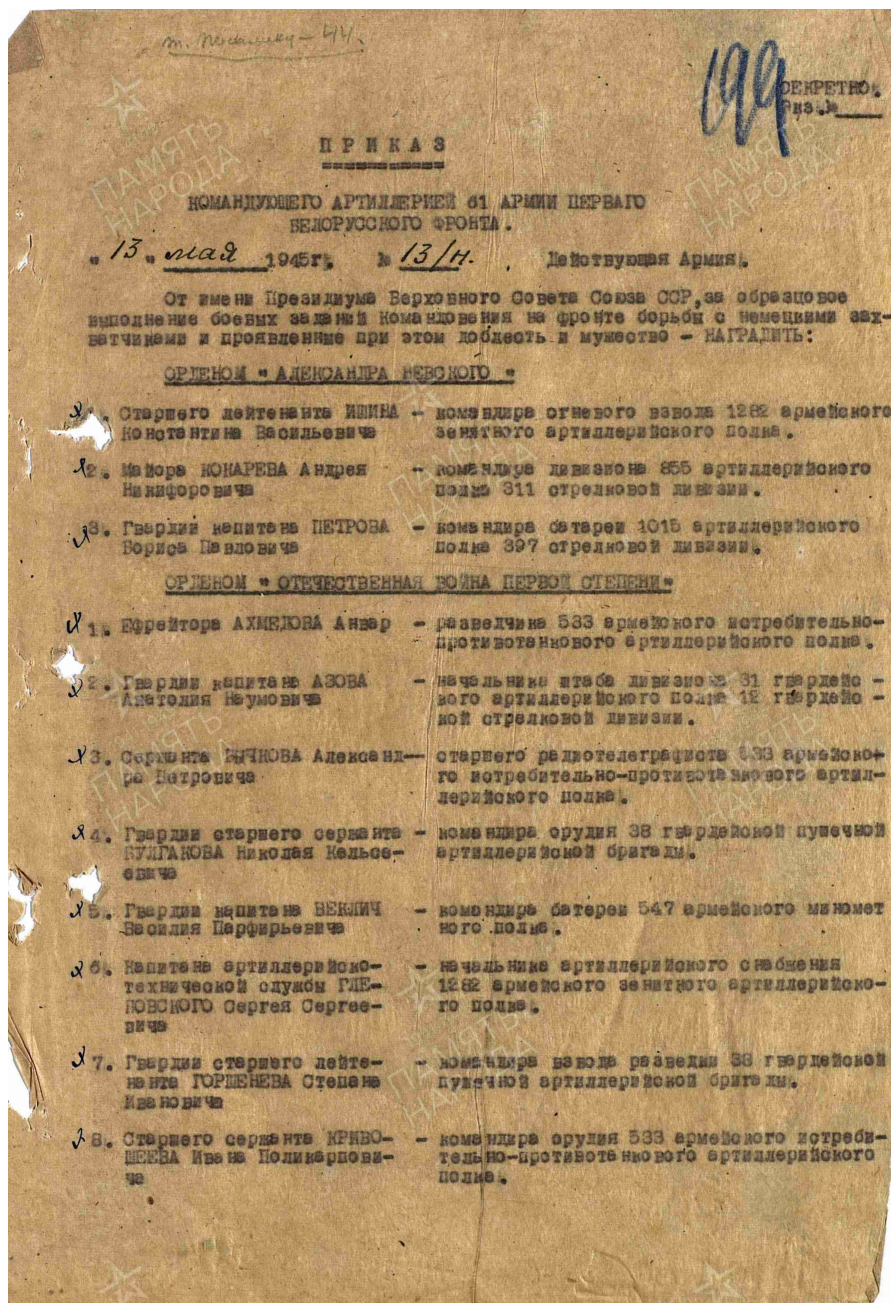 199
СЕКРЕТНО.
Экз.№
ПРИКАЗ
КОМАНДУЮЩЕГО АРТИЛЛЕРИЕЙ 61 АРМИИ ПЕРВАГО
БЕЛОРУССКОГО ФРОНТА.
" 13 " мая 1945г. № 13/н. Действующая Армия.
От имени Президиума Верховного Совета Союза ССР, за образцовое
выполнение боевых заданий Командования на фронте борьбы с немецкими зах-
ватчиками и проявленные при этом доблесть и мужество - НАГРАДИТЬ:
ОРДЕНОМ " АЛЕКСАНДРА НЕВСКОГО "
1. Старшего лейтенанта ИШИНА - командира огневого взвода 1282 армейского
Константина Васильевича зенитного артиллерийского полка.
2. Майора КОКАРЕВА Андрея - командира дивизиона 855 артиллерийского
Никифоровича полка 311 стрелковой дивизии.
3. Гвардии капитана ПЕТРОВА - командира батареи 1015 артиллерийского
Бориса Павловича полка 397 стрелковой дивизии.
ОРДЕНОМ " ОТЕЧЕСТВЕННАЯ ВОЙНА ПЕРВОЙ СТЕПЕНИ"
1. Ефрейтора АХМЕДОВА Анвар - разведчика 533 армейского истребительно-
противотанкового артиллерийского полка.
2. Гвардии капитана АЗОВА - начальника штаба дивизиона 31 гвардейс -
Анатолия Наумовича кого артиллерийского полка 12 гвардейс -
кой стрелковой дивизии.
3. Сержанта БЫЧКОВА Александ-- старшего радиотелеграфиста 533 армейско-
ра Петровича го истребительно-противотанкового артил-
лерийского полка.
4. Гвардии старшего сержанта - командира орудия 38 гвардейской пушечной
БУЛГАКОВА Николая Кельсе- артиллерийской бригады.
евича
5. Гвардии капитана ВЕКЛИЧ - командира батареи 547 армейского миномет
Василия Парфирьевича ного полка.
6. Капитана артиллерийско- - начальника артиллерийского снабжения
технической службы ГЛЕ- 1282 армейского зенитного артиллерийско-
БОВСКОГО Сергея Сергее- го полка.
вича
7. Гвардии старшего лейте- - командира взвода разведки 38 гвардейской
нанта ГОРШЕНЕВА Степана пушечной артиллерийской бригады.
Ивановича
8. Старшего сержанта КРИВО- - командира орудия 533 армейского истреби-
ШЕЕВА Ивана Поликарпови- тельно-противотанкового артиллерийского
ча полка.
ПАМЯТЬ НАРОДА